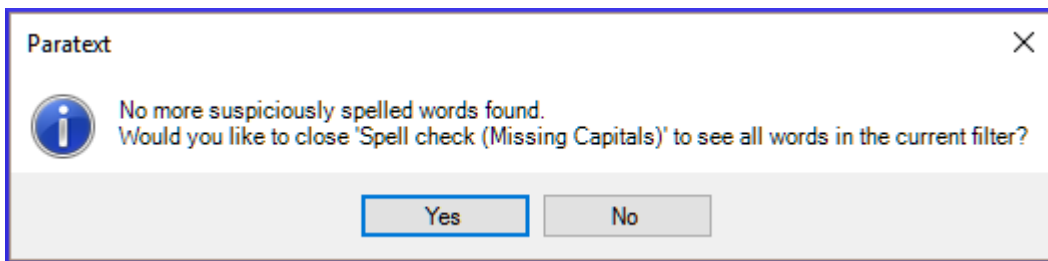 Paratext
No more suspiciously spelled words found.
Would you like to close 'Spell check (Missing Capitals)' to see all words in the current filter?
Yes
No